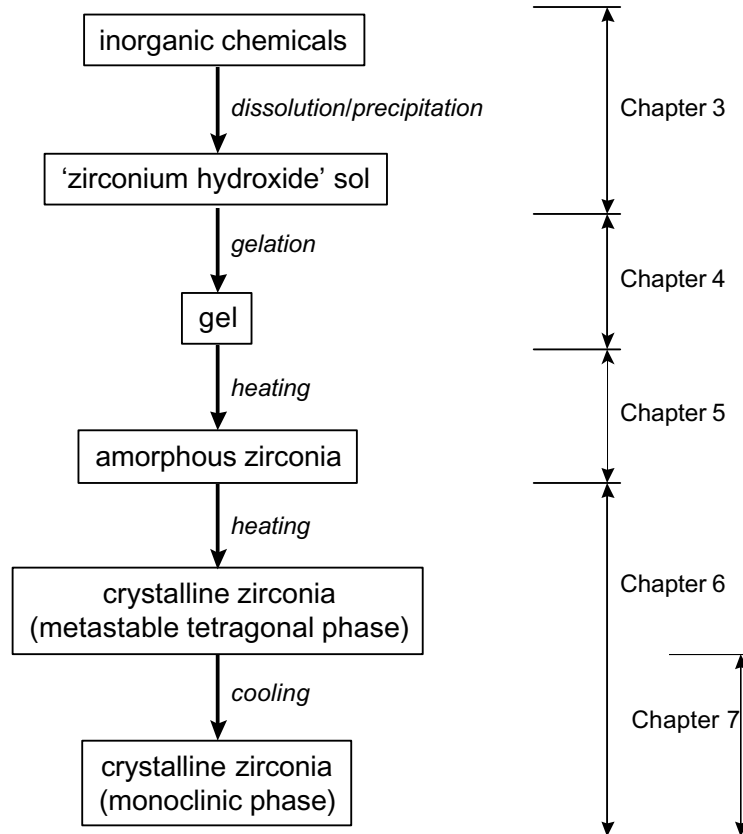 inorganic chemicals
dissolution/precipitation
Chapter 3
‘zirconium hydroxide’ sol
gelation
Chapter 4
gel
heating
Chapter 5
amorphous zirconia
heating
crystalline zirconia
(metastable tetragonal phase)
Chapter 6
cooling
Chapter 7
crystalline zirconia
(monoclinic phase)